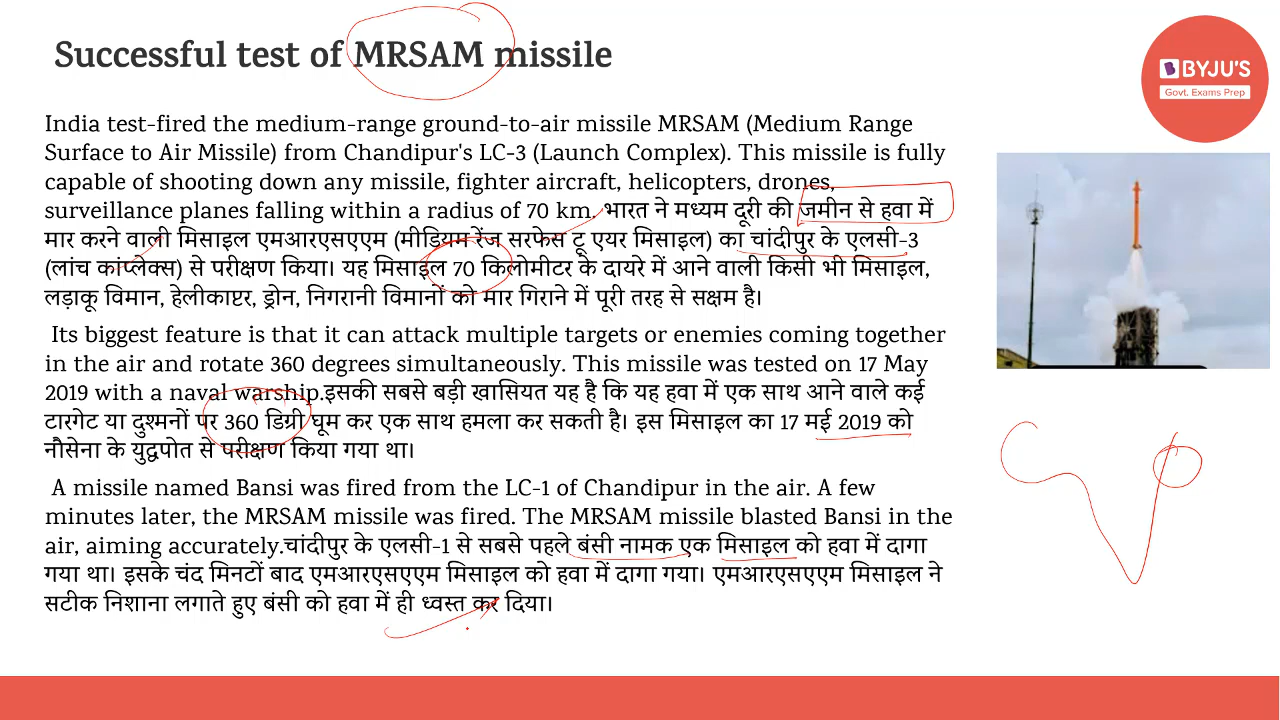 Successful test of MRSAM missile
BYJU'S
Govt. Exams Prep
India test-fired the medium-range ground-to-air missile MRSAM (Medium Range
Surface to Air Missile) from Chandipur's LC-3 (Launch Complex). This missile is fully
capable of shooting down any missile, fighter aircraft, helicopters, drones,
surveillance planes falling within a radius of 70 km. भारत ने मध्यम दूरी की जमीन से हवा में
मार करने वाली मिसाइल एमआरएसएएम (मीडियम रेंज सरफेस टू एयर मिसाइल) का चांदीपुर के एलसी-3
(लांच कांप्लेक्स) से परीक्षण किया। यह मिसाइल 70 किलोमीटर के दायरे में आने वाली किसी भी मिसाइल,
लड़ाकू विमान, हेलीकाप्टर, ड्रोन, निगरानी विमानों को मार गिराने में पूरी तरह से सक्षम है।
Its biggest feature is that it can attack multiple targets or enemies coming together
in the air and rotate 360 degrees simultaneously. This missile was tested on 17 May
2019 with a naval warship.इसकी सबसे बड़ी खासियत यह है कि यह हवा में एक साथ आने वाले कई
टारगेट या दुश्मनों पर 360 डिग्री घूम कर एक साथ हमला कर सकती है। इस मिसाइल का 17 मई 2019 को
नौसेना के युद्वपोत से परीक्षण किया गया था।
A missile named Bansi was fired from the LC-1 of Chandipur in the air. A few
minutes later, the MRSAM missile was fired. The MRSAM missile blasted Bansi in the
air, aiming accurately.चांदीपुर के एलसी-1 से सबसे पहले बंसी नामक एक मिसाइल को हवा में दागा
गया था। इसके चंद मिनटों बाद एमआरएसएएम मिसाइल को हवा में दागा गया। एमआरएसएएम मिसाइल ने
सटीक निशाना लगाते हुए बंसी को हवा में ही ध्वस्त कर दिया।